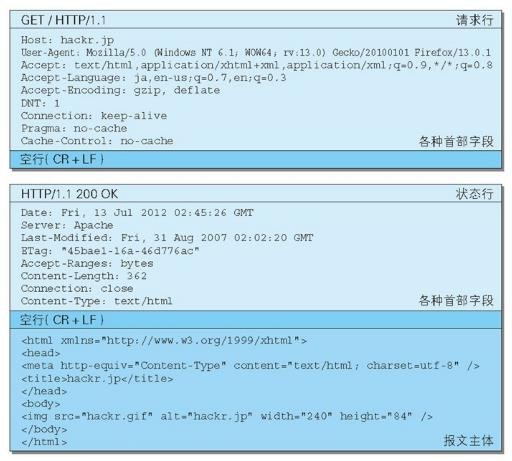 GET / HTTP/1.1 请求行
Host: hackr.jp
User-Agent: Mozilla/5.0 (Windows NT 6.1; WOW64; rv:13.0) Gecko/20100101 Firefox/13.0.1
Accept: text/html,application/xhtml+xml,application/xml;q=0.9,*/*;q=0.8
Accept-Language: ja,en-us;q=0.7,en;q=0.3
Accept-Encoding: gzip, deflate
DNT: 1
Connection: keep-alive
Pragma: no-cache
Cache-Control: no-cache 各种首部字段
空行(CR+LF)
HTTP/1.1 200 OK 状态行
Date: Fri, 13 Jul 2012 02:45:26 GMT
Server: Apache
Last-Modified: Fri, 31 Aug 2007 02:02:20 GMT
ETag: "45bae1-16a-46d776ac"
Accept-Ranges: bytes
Content-Length: 362
Connection: close
Content-Type: text/html 各种首部字段
空行(CR+LF)
<html xmlns="http://www.w3.org/1999/xhtml">
<head>
<meta http-equiv="Content-Type" content="text/html; charset=utf-8" />
<title>hackr.jp</title>
</head>
<body>
<img src="hackr.gif" alt="hackr.jp" width="240" height="84" />
</body>
</html> 报文主体